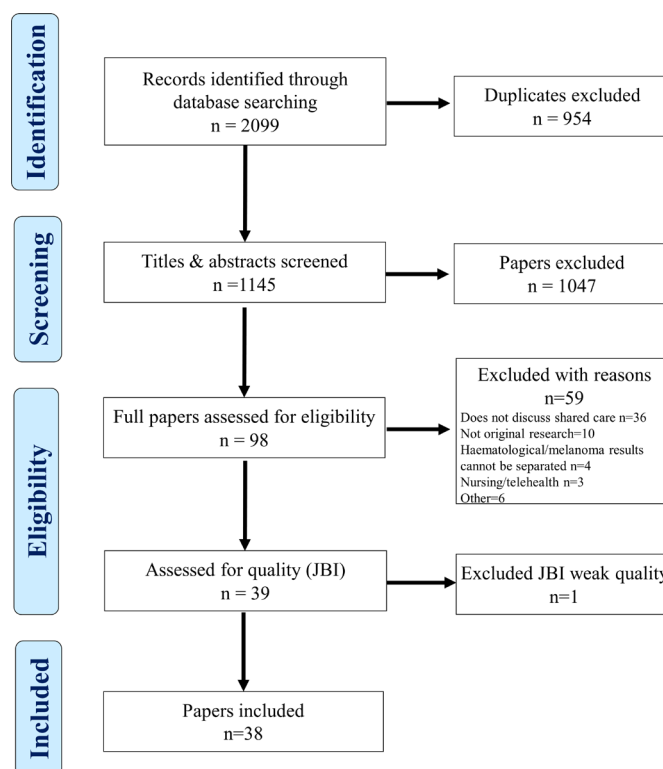 Identification
Records identified through
database searching
n = 2099
Duplicates excluded
n = 954
Screening
Titles & abstracts screened
n =1145
Papers excluded
n = 1047
Eligibility
Full papers assessed for eligibility
n = 98
Excluded with reasons
n=59
Does not discuss shared care n=36
Not original research=10
Haematological/melanoma results
cannot be separated n=4
Nursing/telehealth n=3
Other=6
Assessed for quality (JBI)
n = 39
Excluded JBI weak quality
n=1
Included
Papers included
n=38